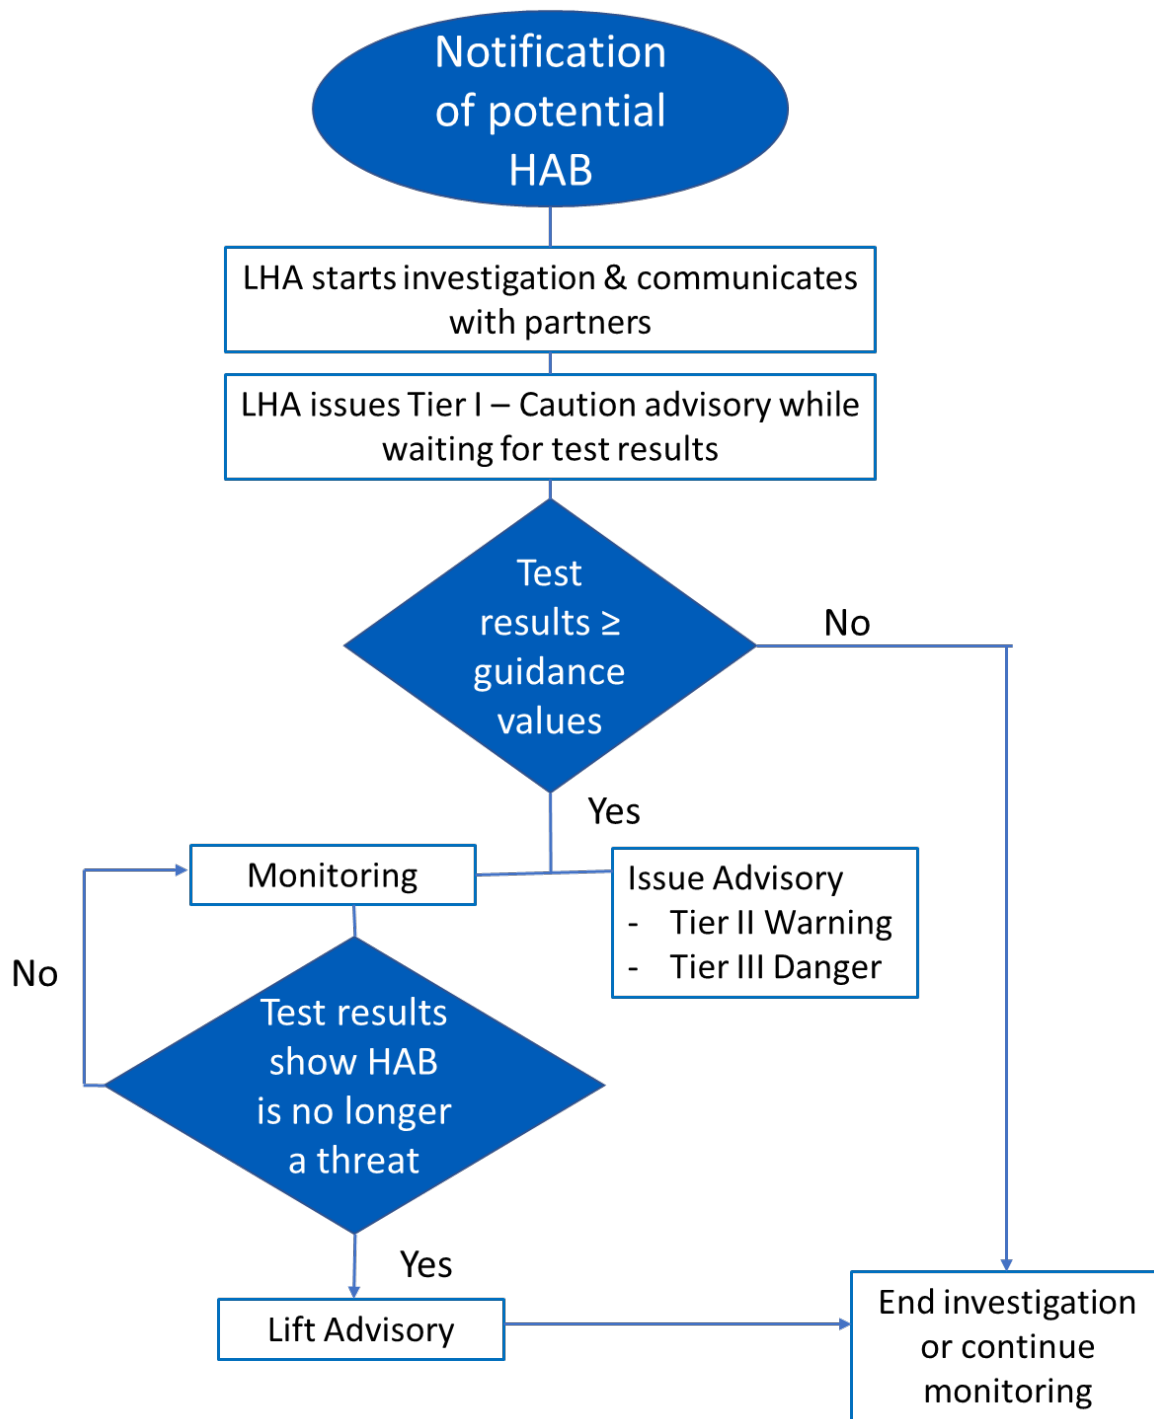 Notification
of potential
HAB
LHA starts investigation & communicates
with partners
LHA issues Tier I – Caution advisory while
waiting for test results
Test
results ≥
guidance
values
No
Yes
Monitoring
Issue Advisory
- Tier II Warning
- Tier III Danger
No
Test results
show HAB
is no longer
a threat
Yes
Lift Advisory
End investigation
or continue
monitoring